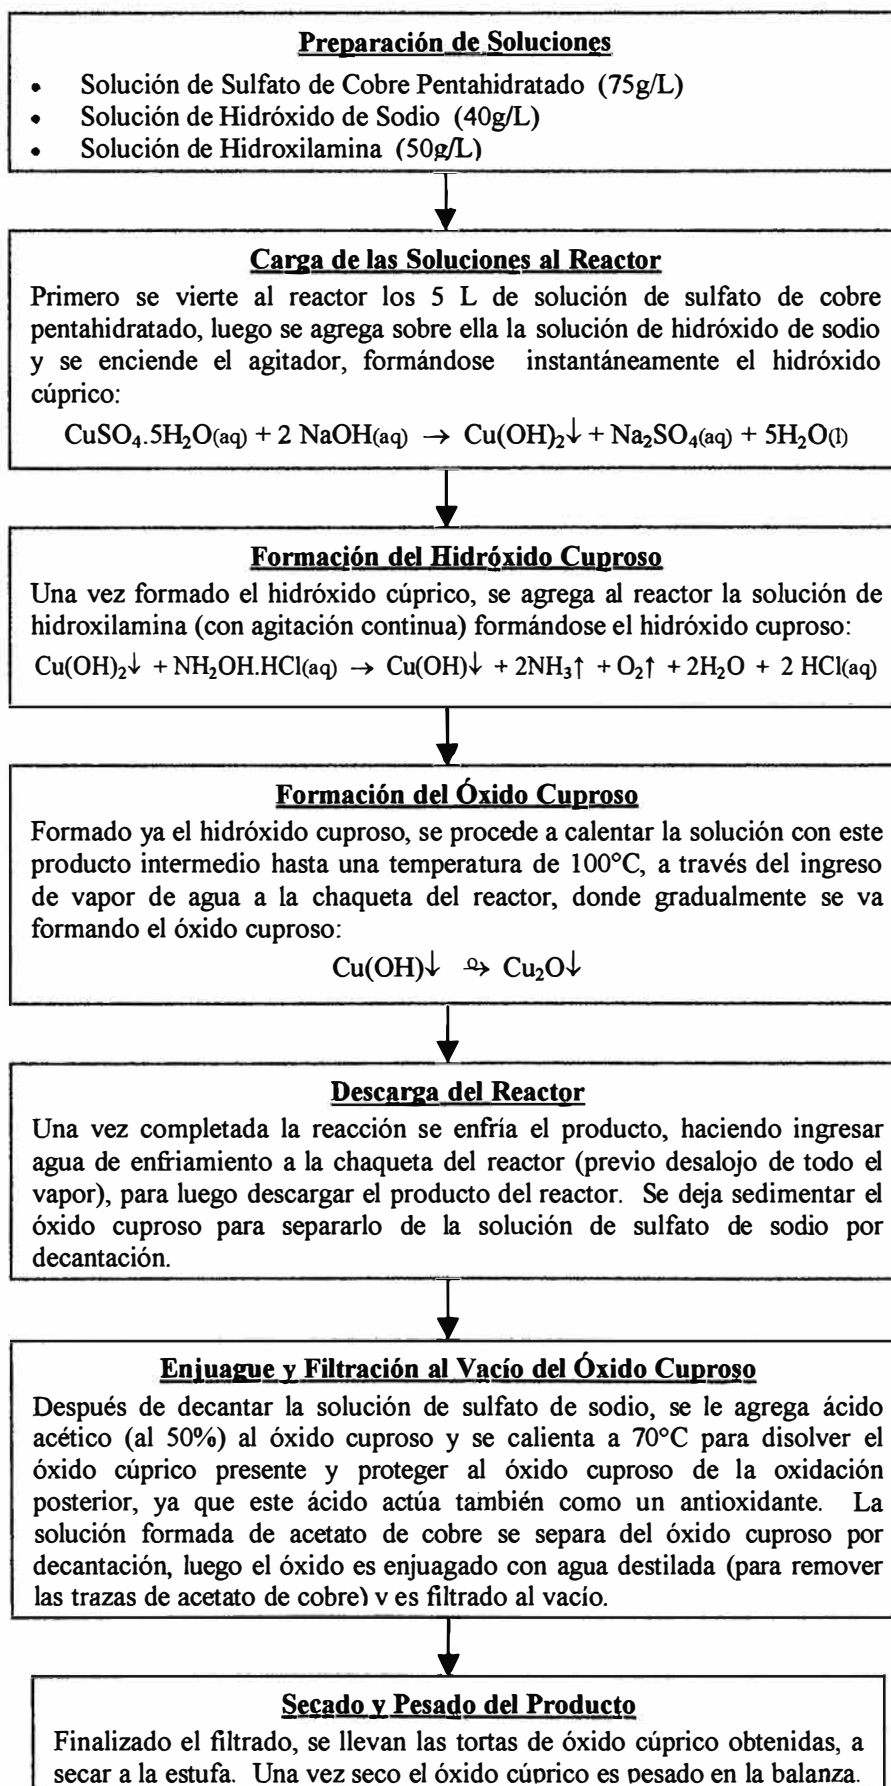 Preparación de Soluciones
• Solución de Sulfato de Cobre Pentahidratado (75g/L)
• Solución de Hidróxido de Sodio (40g/L)
• Solución de Hidroxilamina (50g/L)
Carga de las Soluciones al Reactor
Primero se vierte al reactor los 5 L de solución de sulfato de cobre
pentahidratado, luego se agrega sobre ella la solución de hidróxido de sodio
y se enciende el agitador, formándose instantáneamente el hidróxido
cúprico:
CuSO₄.5H₂O(aq) + 2 NaOH(aq) → Cu(OH)₂↓ + Na₂SO₄(aq) + 5H₂O(l)
Formación del Hidróxido Cuproso
Una vez formado el hidróxido cúprico, se agrega al reactor la solución de
hidroxilamina (con agitación continua) formándose el hidróxido cuproso:
Cu(OH)₂↓ + NH₂OH.HCl(aq) → Cu(OH)↓ + 2NH₃↑ + O₂↑ + 2H₂O + 2 HCl(aq)
Formación del Óxido Cuproso
Formado ya el hidróxido cuproso, se procede a calentar la solución con este
producto intermedio hasta una temperatura de 100°C, a través del ingreso
de vapor de agua a la chaqueta del reactor, donde gradualmente se va
formando el óxido cuproso:
Cu(OH)↓ Q→ Cu₂O↓
Descarga del Reactor
Una vez completada la reacción se enfría el producto, haciendo ingresar
agua de enfriamiento a la chaqueta del reactor (previo desalojo de todo el
vapor), para luego descargar el producto del reactor. Se deja sedimentar el
óxido cuproso para separarlo de la solución de sulfato de sodio por
decantación.
Enjuague y Filtración al Vacío del Óxido Cuproso
Después de decantar la solución de sulfato de sodio, se le agrega ácido
acético (al 50%) al óxido cuproso y se calienta a 70°C para disolver el
óxido cúprico presente y proteger al óxido cuproso de la oxidación
posterior, ya que este ácido actúa también como un antioxidante. La
solución formada de acetato de cobre se separa del óxido cuproso por
decantación, luego el óxido es enjuagado con agua destilada (para remover
las trazas de acetato de cobre) y es filtrado al vacío.
Secado y Pesado del Producto
Finalizado el filtrado, se llevan las tortas de óxido cúprico obtenidas, a
secar a la estufa. Una vez seco el óxido cúprico es pesado en la balanza.